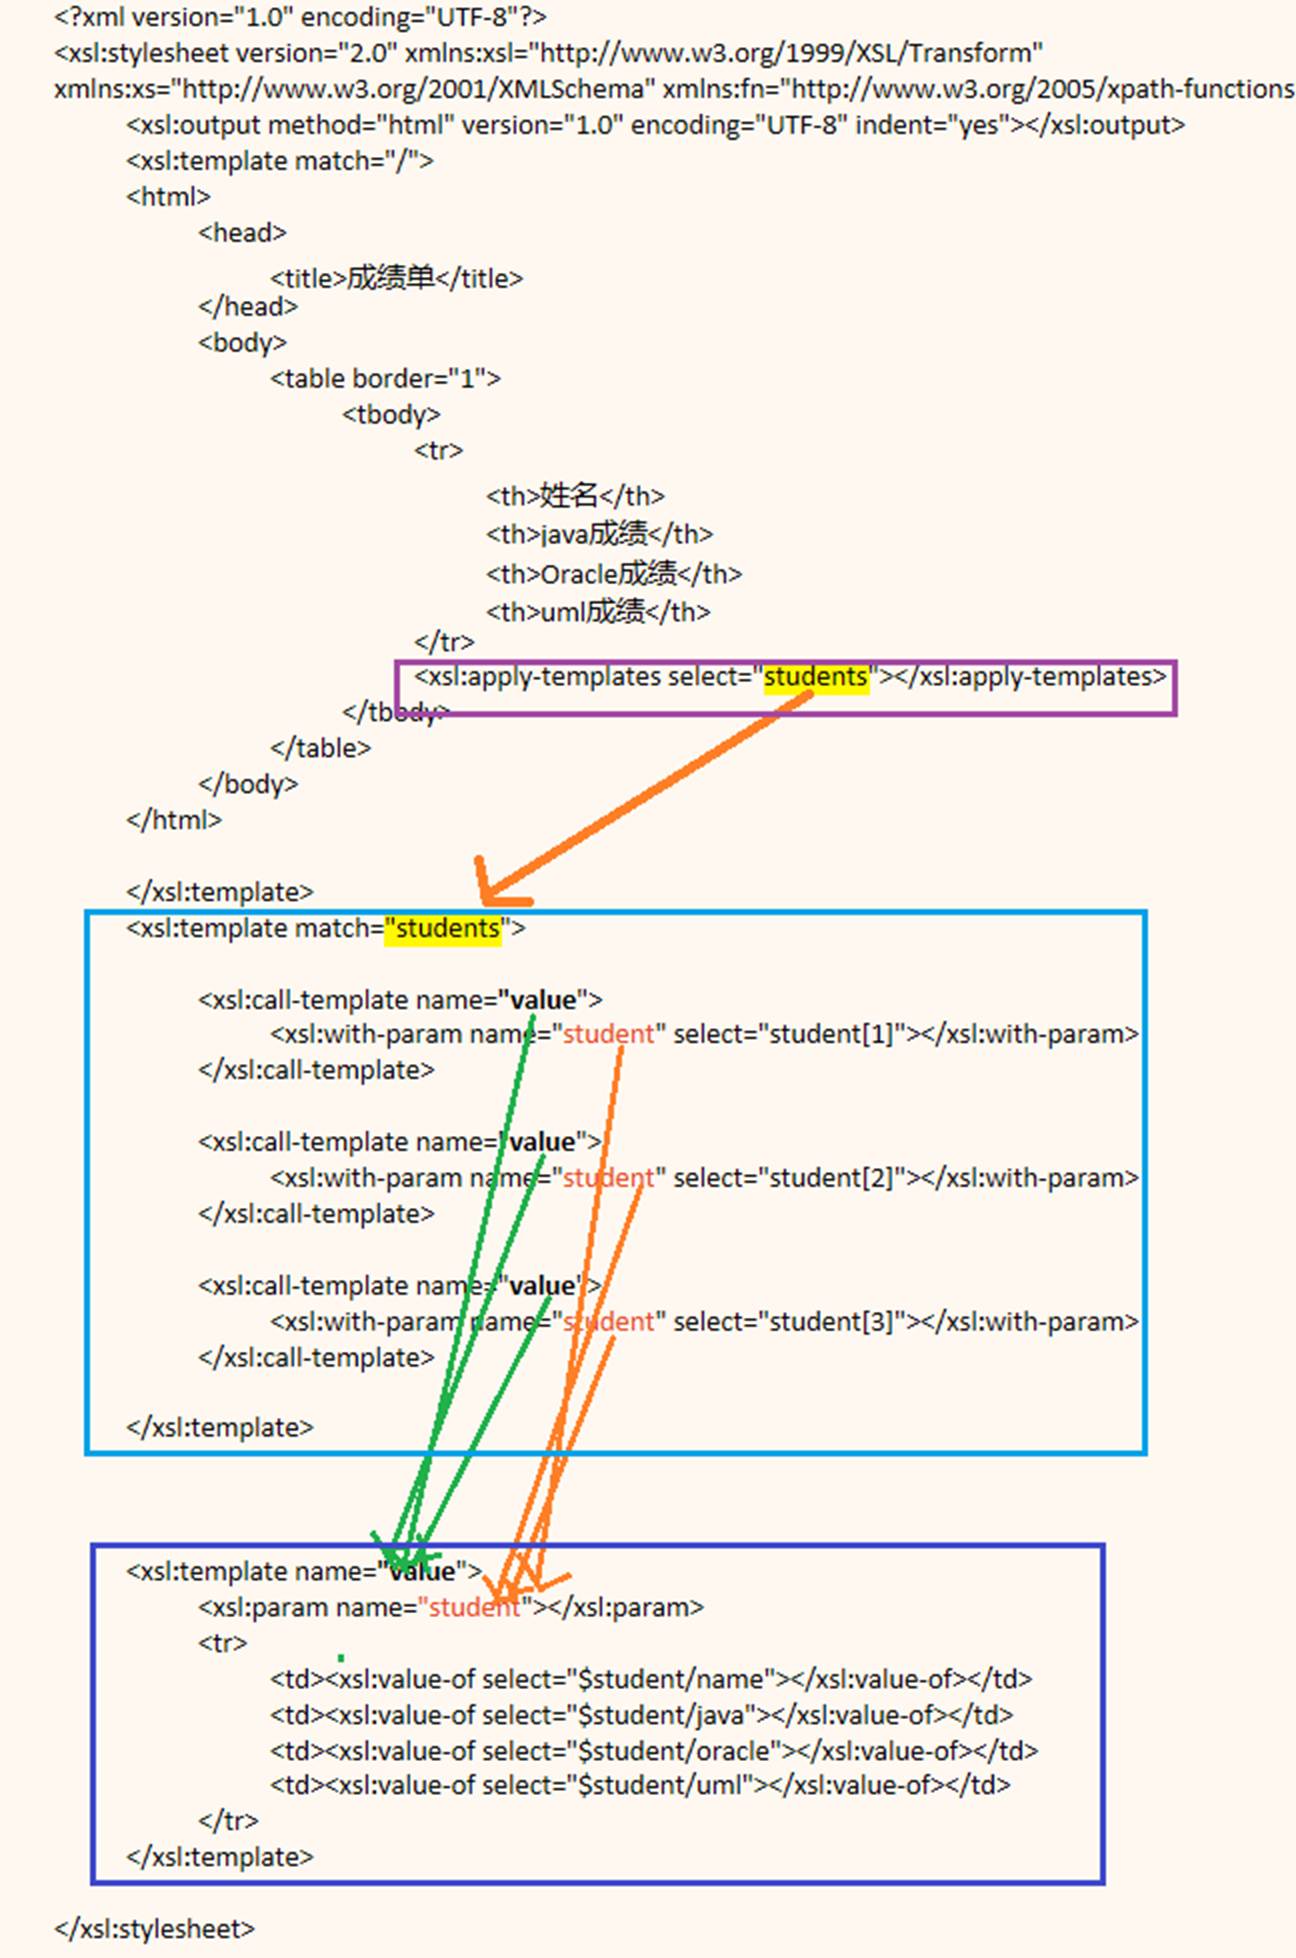 <?xml version="1.0" encoding="UTF-8"?>
<xsl:stylesheet version="2.0" xmlns:xsl="http://www.w3.org/1999/XSL/Transform"
xmlns:xs="http://www.w3.org/2001/XMLSchema" xmlns:fn="http://www.w3.org/2005/xpath-functions
<xsl:output method="html" version="1.0" encoding="UTF-8" indent="yes"></xsl:output>
<xsl:template match="/">
<html>
<head>
<title>成绩单</title>
</head>
<body>
<table border="1">
<tbody>
<tr>
<th>姓名</th>
<th>java成绩</th>
<th>Oracle成绩</th>
<th>uml成绩</th>
</tr>
<xsl:apply-templates select="students"></xsl:apply-templates>
</tbody>
</table>
</body>
</html>
</xsl:template>
<xsl:template match="students">
<xsl:call-template name="value">
<xsl:with-param name="student" select="student[1]"></xsl:with-param>
</xsl:call-template>
<xsl:call-template name="value">
<xsl:with-param name="student" select="student[2]"></xsl:with-param>
</xsl:call-template>
<xsl:call-template name="value">
<xsl:with-param name="student" select="student[3]"></xsl:with-param>
</xsl:call-template>
</xsl:template>
<xsl:template name="value">
<xsl:param name="student"></xsl:param>
<tr>
<td><xsl:value-of select="$student/name"></xsl:value-of></td>
<td><xsl:value-of select="$student/java"></xsl:value-of></td>
<td><xsl:value-of select="$student/oracle"></xsl:value-of></td>
<td><xsl:value-of select="$student/uml"></xsl:value-of></td>
</tr>
</xsl:template>
</xsl:stylesheet>